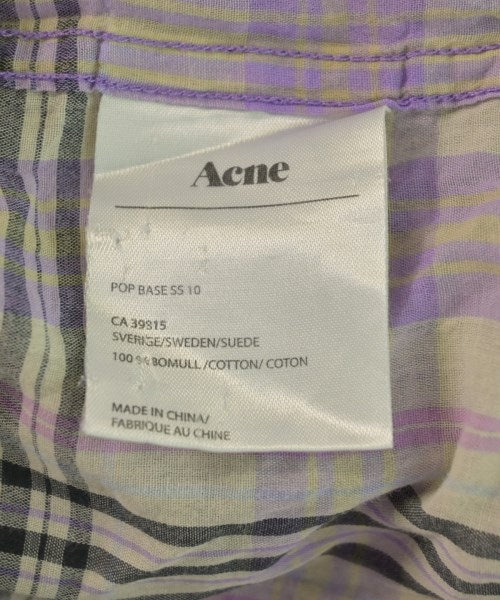 Acne
POP BASE SS 10
CA 39815
SVERIGE/SWEDEN/SUEDE
100 % BOMULL /COTTON/ COTON
MADE IN CHINA/
FABRIQUE AU CHINE